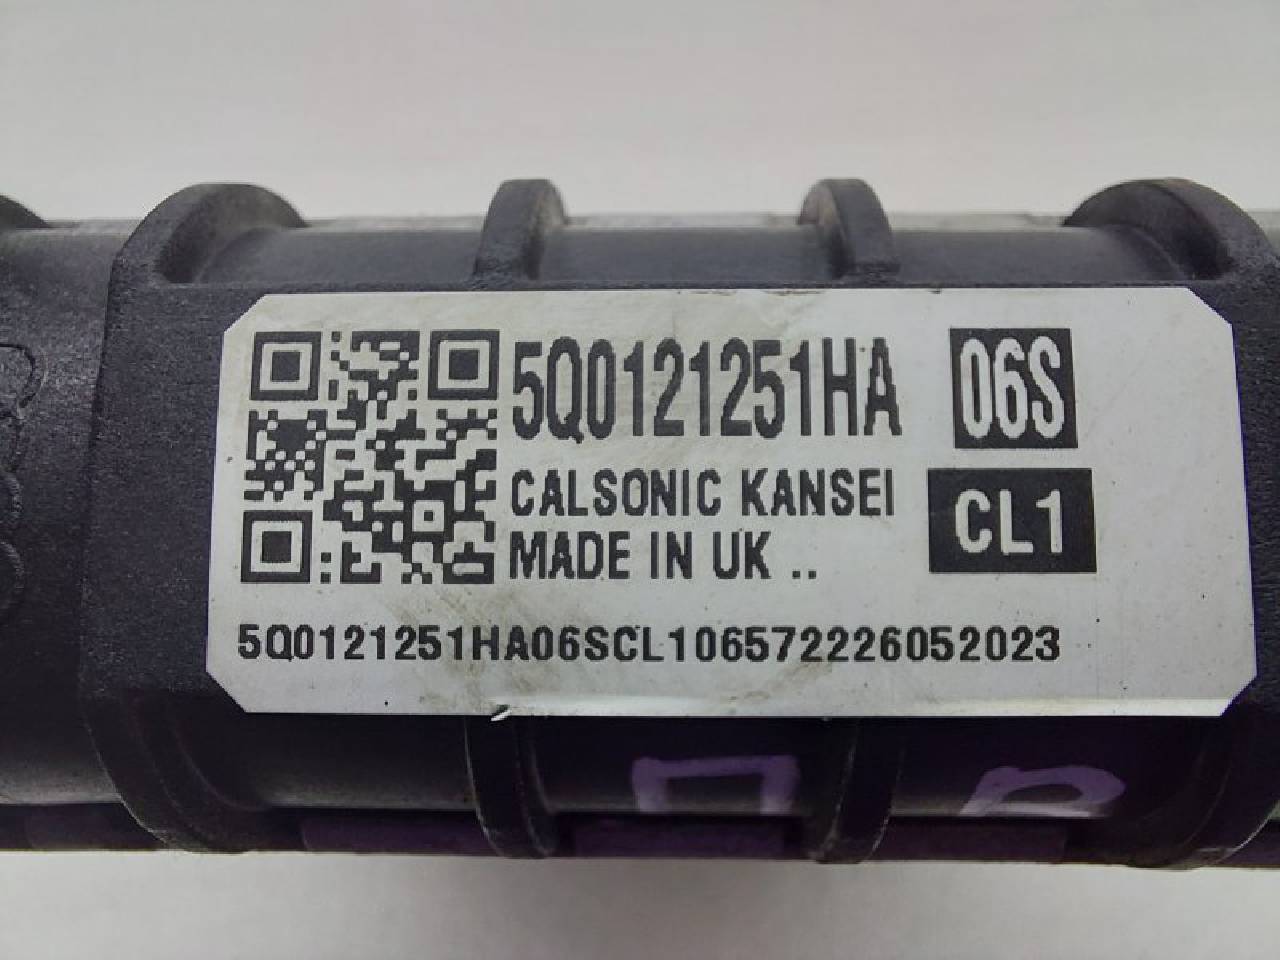 5Q0121251HA 06S
CALSONIC KANSEI CL1
MADE IN UK ..
5Q0121251HA06SCL106572226052023